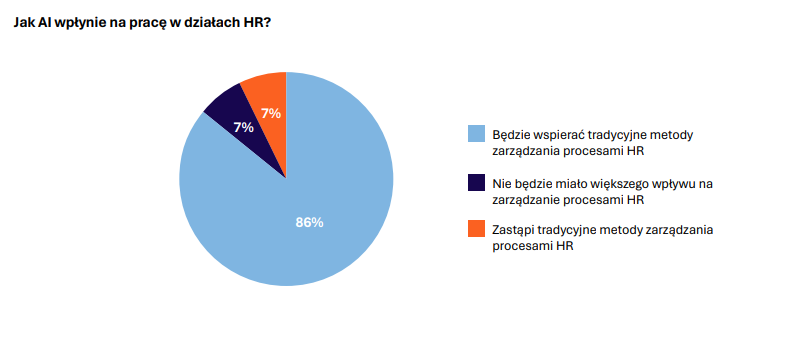 Jak AI wpłynie na pracę w działach HR?
7%
7%
86%
Będzie wspierać tradycyjne metody
zarządzania procesami HR
Nie będzie miało większego wpływu na
zarządzanie procesami HR
Zastąpi tradycyjne metody zarządzania
procesami HR